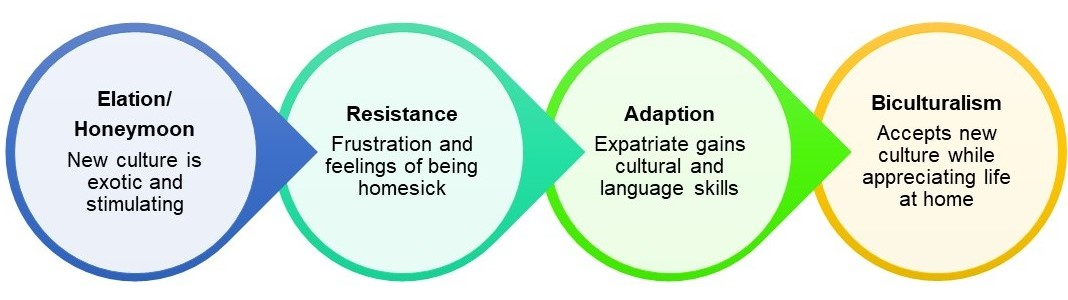 Elation/
Honeymoon
New culture is
exotic and
stimulating
Resistance
Frustration and
feelings of being
homesick
Adaption
Expatriate gains
cultural and
language skills
Biculturalism
Accepts new
culture while
appreciating life
at home